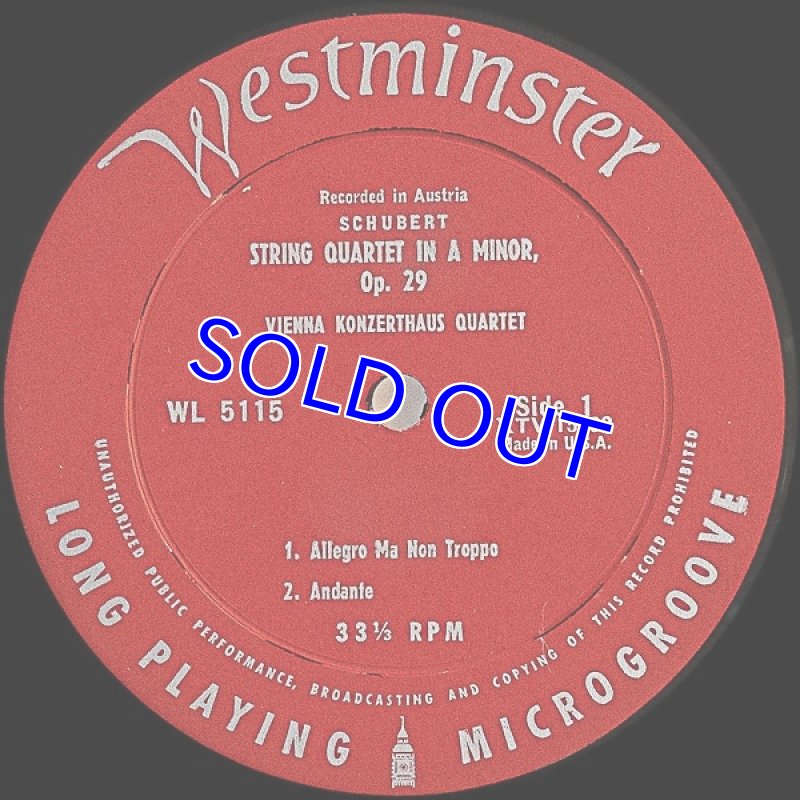 Westminster
Recorded in Austria
SCHUBERT
STRING QUARTET IN A MINOR,
Op. 29
VIENNA KONZERTHAUS QUARTET
SOLD OUT
WL 5115
Side 1
Made in U.S.A.
1. Allegro Ma Non Troppo
2. Andante
33⅓ RPM
UNAUTHORIZED PUBLIC PERFORMANCE, BROADCASTING AND COPYING OF THIS RECORD PROHIBITED
LONG PLAYING MICROGROOVE